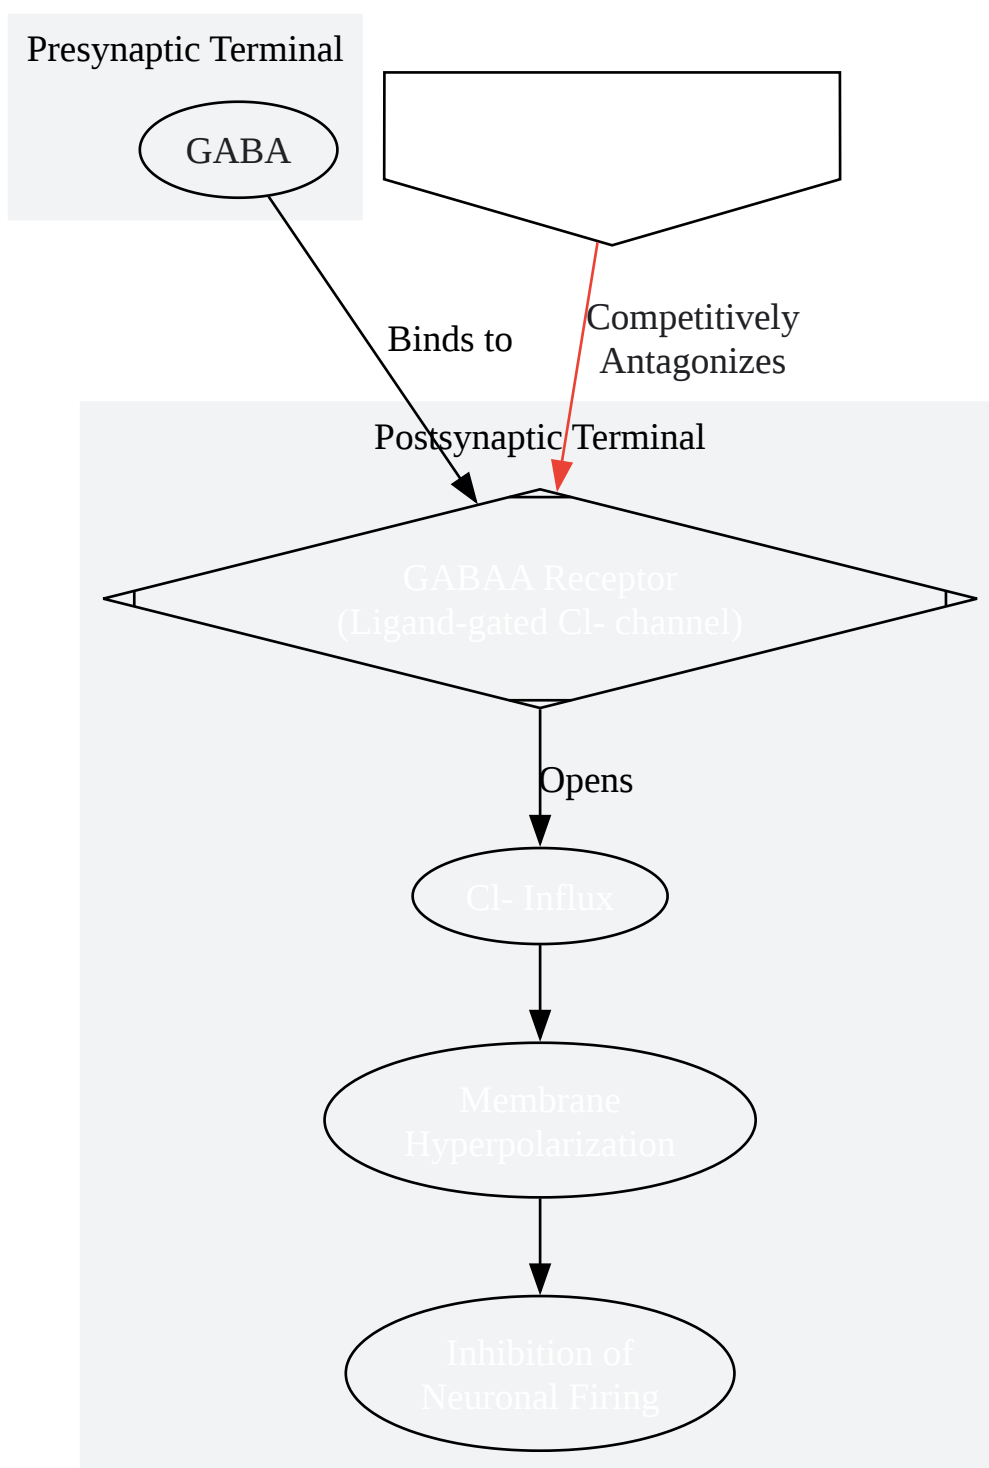 Presynaptic Terminal
GABA
Binds to
Competitively
Antagonizes
Postsynaptic Terminal
GABAA Receptor
(Ligand-gated Cl- channel)
Opens
Cl- Influx
Membrane
Hyperpolarization
Inhibition of
Neuronal Firing